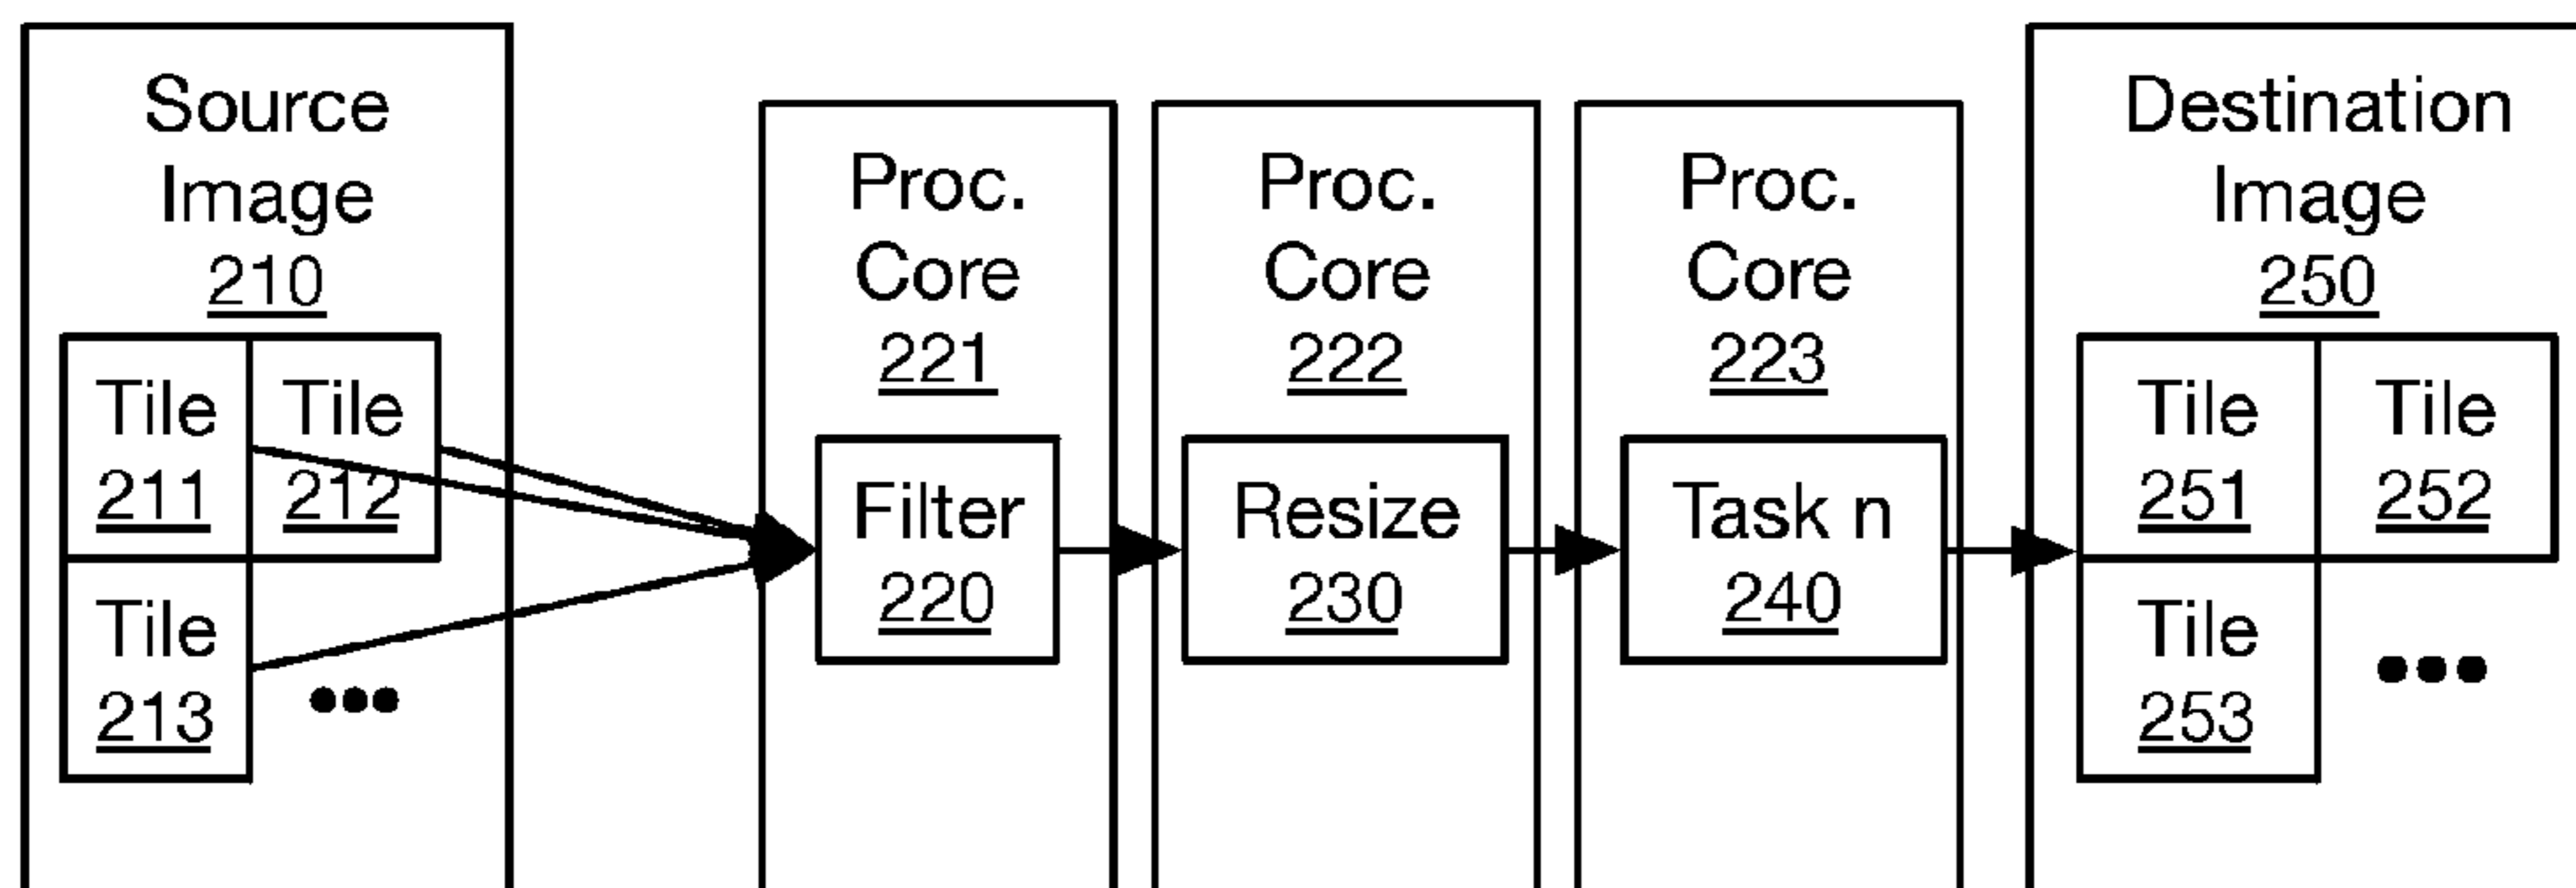 Source
Image
210
Tile
211
Tile
212
Tile
213
•••
Proc.
Core
221
Filter
220
Proc.
Core
222
Resize
230
Proc.
Core
223
Task n
240
Destination
Image
250
Tile
251
Tile
252
Tile
253
•••